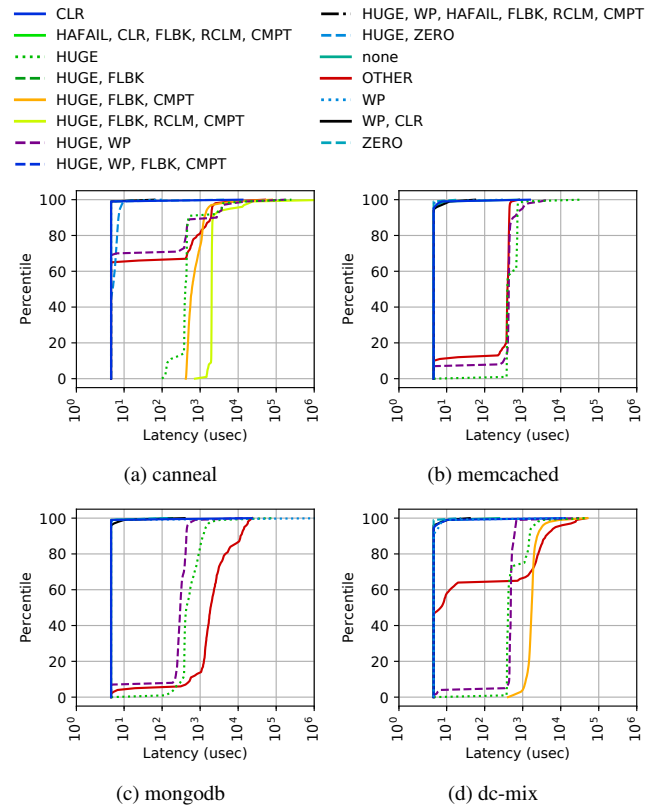 CLR
HAFAIL, CLR, FLBK, RCLM, CMPT
HUGE
HUGE, FLBK
HUGE, FLBK, CMPT
HUGE, FLBK, RCLM, CMPT
HUGE, WP
HUGE, WP, FLBK, CMPT
HUGE, WP, HAFAIL, FLBK, RCLM, CMPT
HUGE, ZERO
none
OTHER
WP
WP, CLR
ZERO
100
80
60
40
20
0
Percentile
10^0
10^1
10^2
10^3
10^4
10^5
10^6
Latency (usec)
(a) canneal
100
80
60
40
20
0
Percentile
10^0
10^1
10^2
10^3
10^4
10^5
10^6
Latency (usec)
(b) memcached
100
80
60
40
20
0
Percentile
10^0
10^1
10^2
10^3
10^4
10^5
10^6
Latency (usec)
(c) mongodb
100
80
60
40
20
0
Percentile
10^0
10^1
10^2
10^3
10^4
10^5
10^6
Latency (usec)
(d) dc-mix